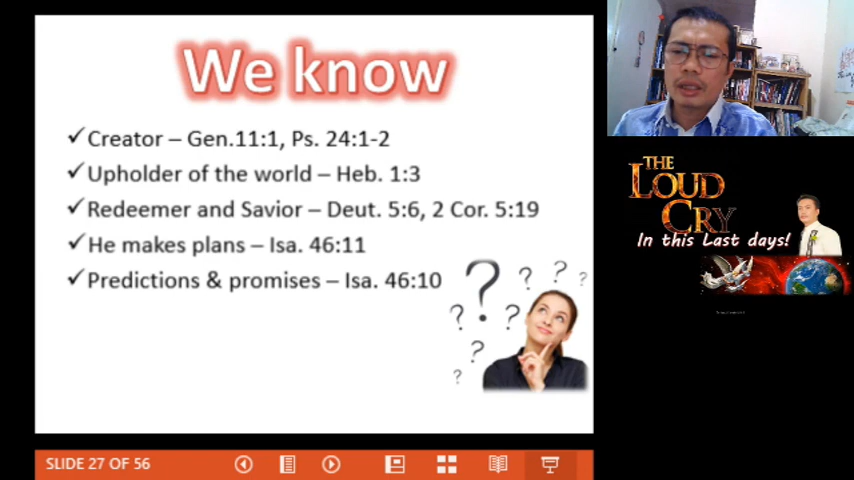 We know
✓Creator – Gen.11:1, Ps. 24:1-2
✓Upholder of the world – Heb. 1:3
✓Redeemer and Savior – Deut. 5:6, 2 Cor. 5:19
✓He makes plans – Isa. 46:11
✓Predictions & promises – Isa. 46:10
? ? ? ?
? ?
?
?
SLIDE 27 OF 56
THE
LOUD
CRY
In this Last days!